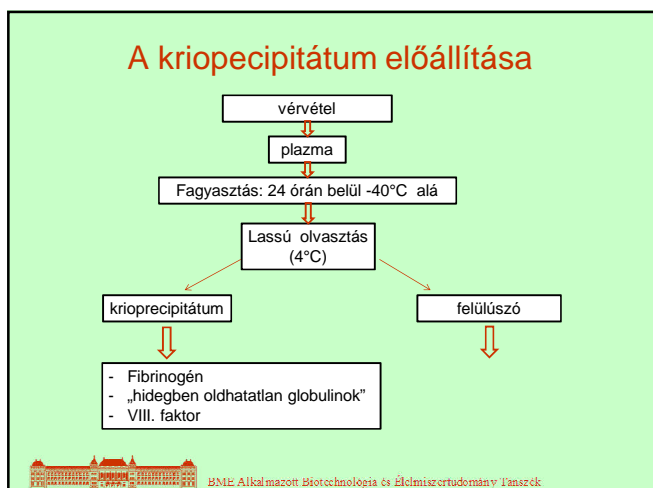 A kriopecipitátum előállítása
vérvétel
plazma
Fagyasztás: 24 órán belül -40°C alá
Lassú olvasztás
(4°C)
krioprecipitátum
felülúszó
- Fibrinogén
- „hidegben oldhatatlan globulinok”
- VIII. faktor
BME Alkalmazott Biotechnológia és Élelmiszertudomány Tanszék